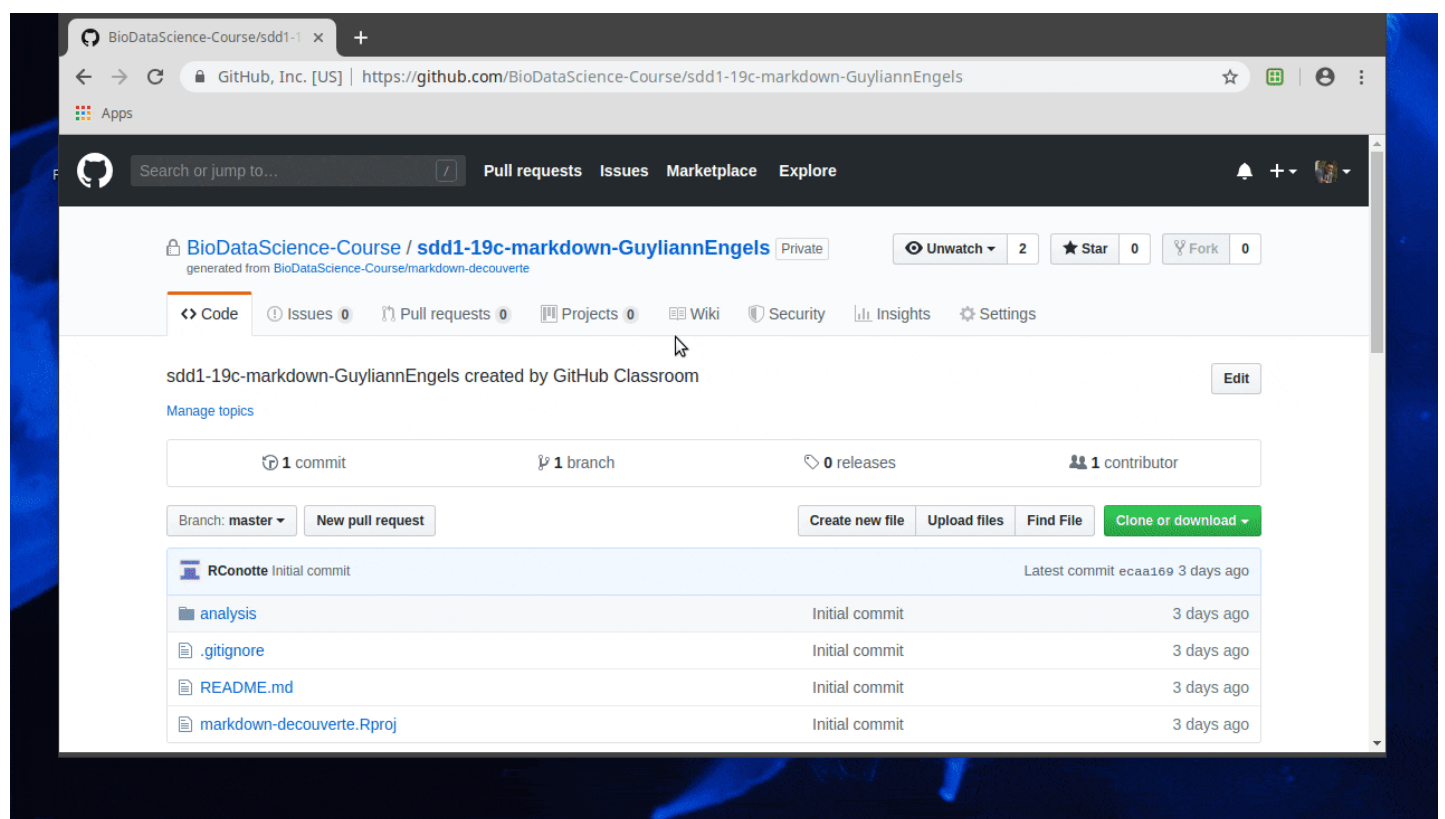 BioDataScience-Course/sdd1-1
GitHub, Inc. [US] | https://github.com/BioDataScience-Course/sdd1-19c-markdown-GuyliannEngels
Apps
Search or jump to… / Pull requests Issues Marketplace Explore
BioDataScience-Course / sdd1-19c-markdown-GuyliannEngels Private Unwatch 2 Star 0 Fork 0
generated from BioDataScience-Course/markdown-decouverte
Code Issues 0 Pull requests 0 Projects 0 Wiki Security Insights Settings
sdd1-19c-markdown-GuyliannEngels created by GitHub Classroom Edit
Manage topics
1 commit 1 branch 0 releases 1 contributor
Branch: master New pull request Create new file Upload files Find File Clone or download
RConotte Initial commit Latest commit ecaa169 3 days ago
analysis Initial commit 3 days ago
.gitignore Initial commit 3 days ago
README.md Initial commit 3 days ago
markdown-decouverte.Rproj Initial commit 3 days ago